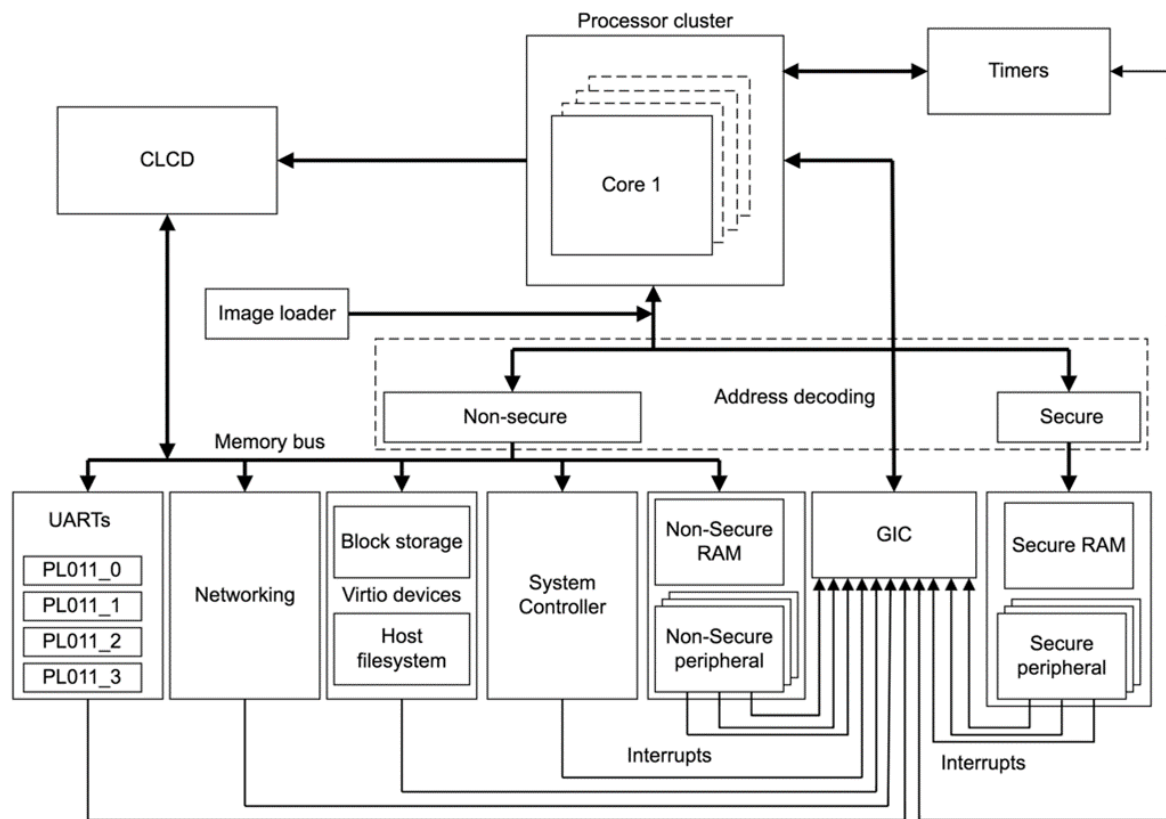 Processor cluster
Timers
CLCD
Core 1
Image loader
Address decoding
Non-secure
Secure
Memory bus
UARTs
PL011_0
PL011_1
PL011_2
PL011_3
Networking
Block storage
Virtio devices
Host
filesystem
System
Controller
Non-Secure
RAM
Non-Secure
peripheral
GIC
Secure RAM
Secure
peripheral
Interrupts
Interrupts